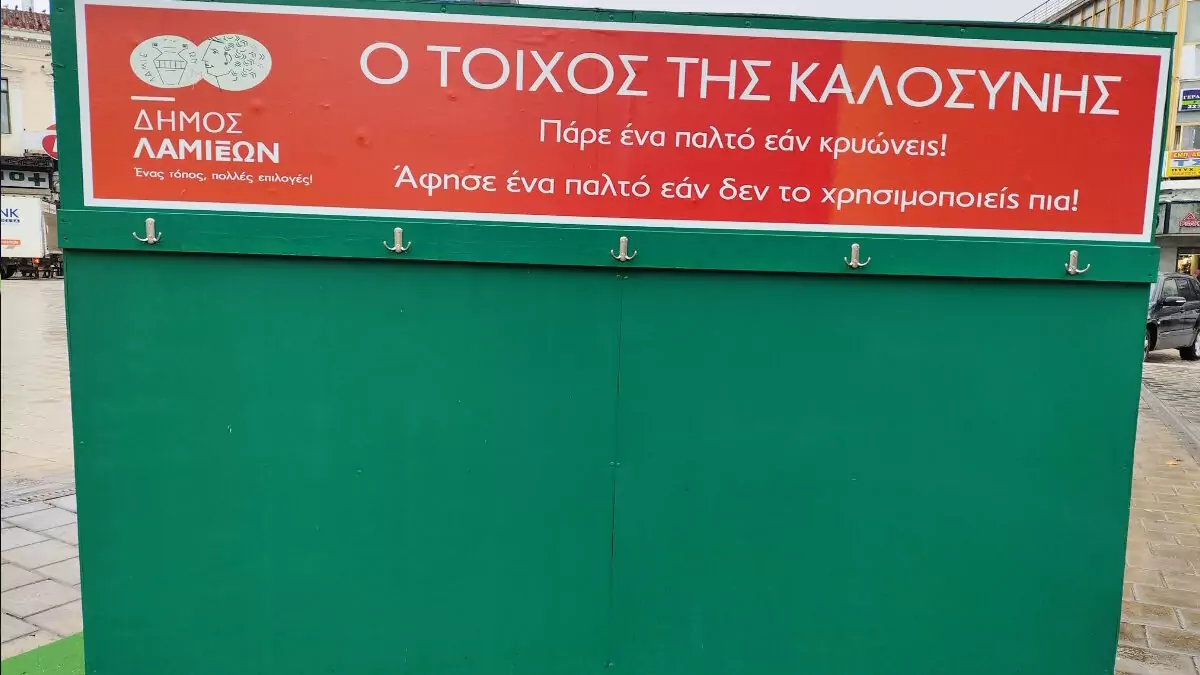 Ο ΤΟΙΧΟΣ ΤΗΣ ΚΑΛΟΣΥΝΗΣ
Πάρε ένα παλτό εάν κρυώνεις!
Άφησε ένα παλτό εάν δεν το χρησιμοποιείς πια!
ΔΗΜΟΣ
ΛΑΜΙΕΩΝ
Ένας τόπος, πολλές επιλογές!
NK